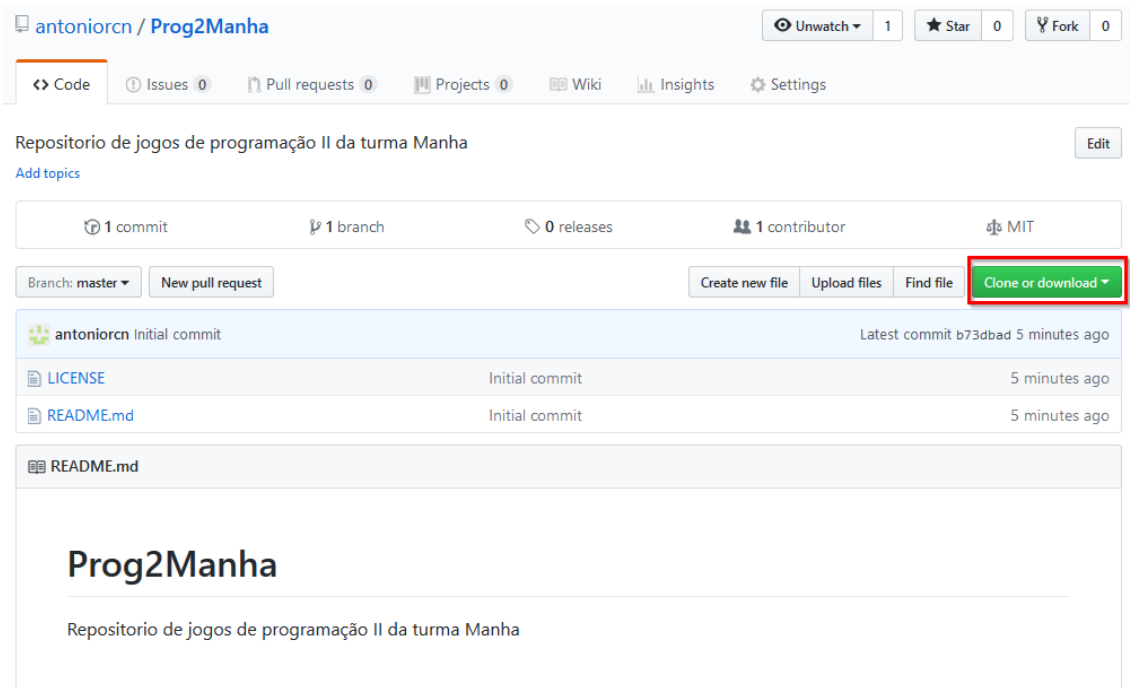 antoniorcn / Prog2Manha Unwatch 1 Star 0 Fork 0
Code Issues 0 Pull requests 0 Projects 0 Wiki Insights Settings
Repositorio de jogos de programação II da turma Manha Edit
Add topics
1 commit 1 branch 0 releases 1 contributor MIT
Branch: master New pull request Create new file Upload files Find file Clone or download
antoniorcn Initial commit Latest commit b73dbad 5 minutes ago
LICENSE Initial commit 5 minutes ago
README.md Initial commit 5 minutes ago
README.md
Prog2Manha
Repositorio de jogos de programação II da turma Manha